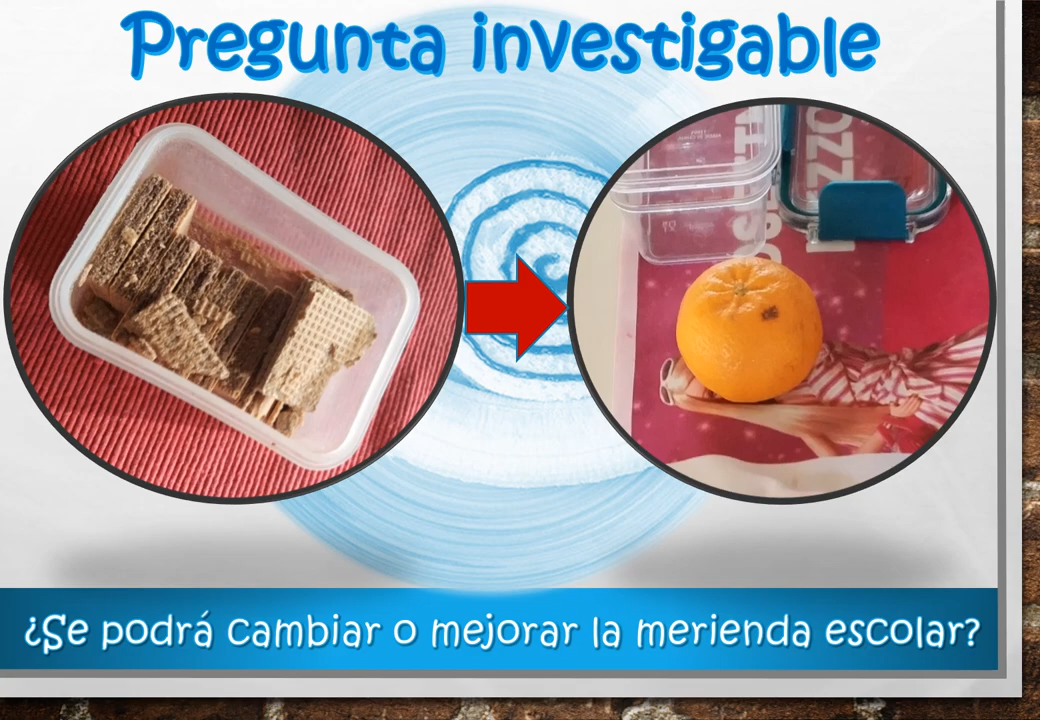 Pregunta investigable
¿Se podrá cambiar o mejorar la merienda escolar?